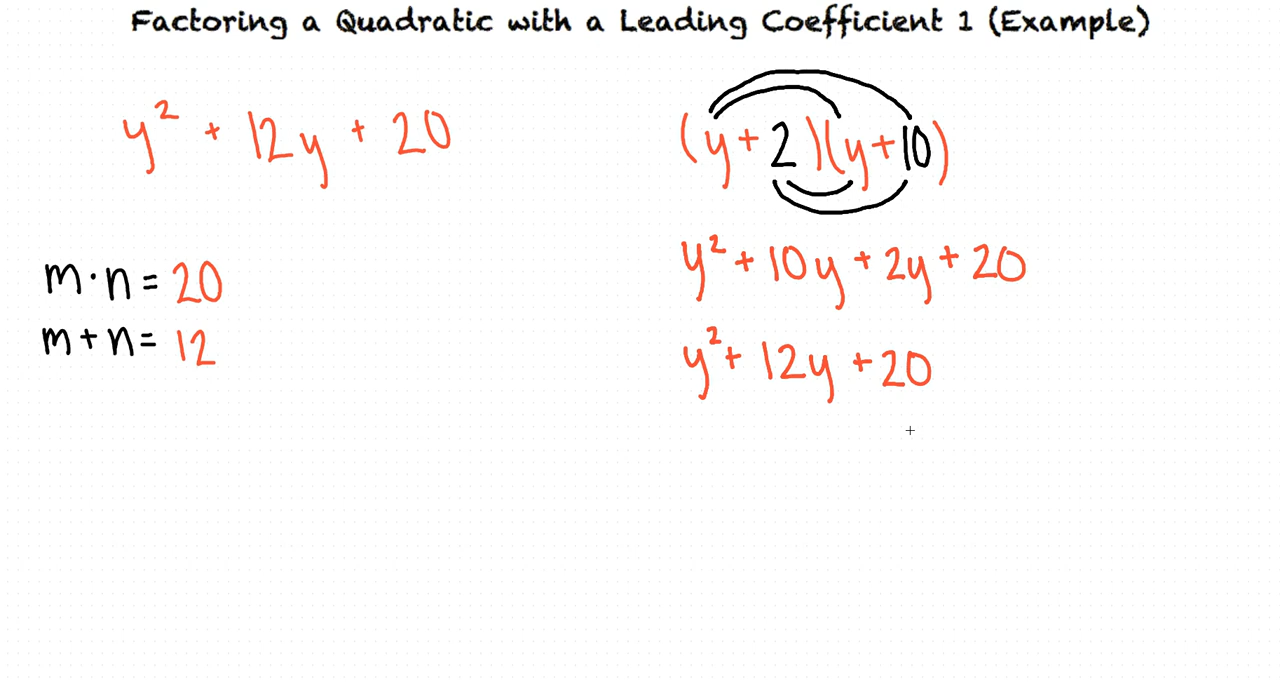 Factoring a Quadratic with a Leading Coefficient 1 (Example)
y² + 12y + 20
m · n = 20
m + n = 12
(y + 2)(y + 10)
y² + 10y + 2y + 20
y² + 12y + 20